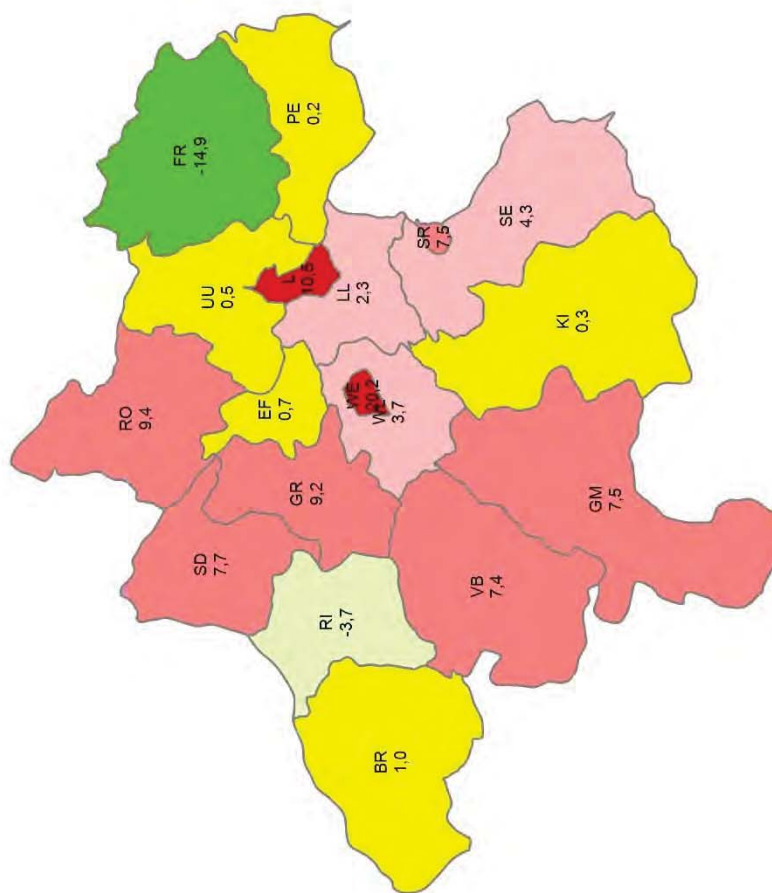 BR
1,0
RI
-3,7
SD
7,7
GR
9,2
VB
7,4
RO
9,4
EF
0,7
WE
3,7
GM
7,5
UU
0,5
10,5
LL
2,3
KI
0,3
FR
-14,9
PE
0,2
SR
7,5
SE
4,3